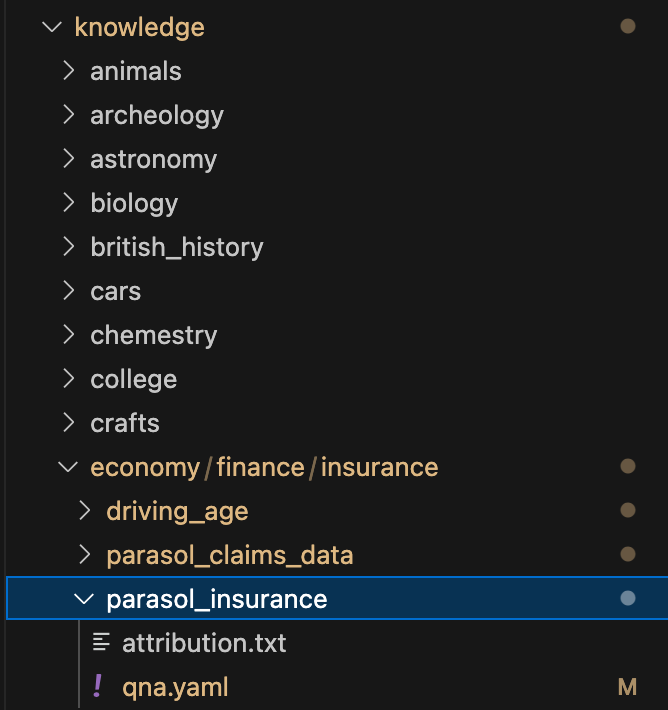 knowledge
animals
archeology
astronomy
biology
british_history
cars
chemestry
college
crafts
economy/finance/insurance
driving_age
parasol_claims_data
parasol_insurance
attribution.txt
! qna.yaml M